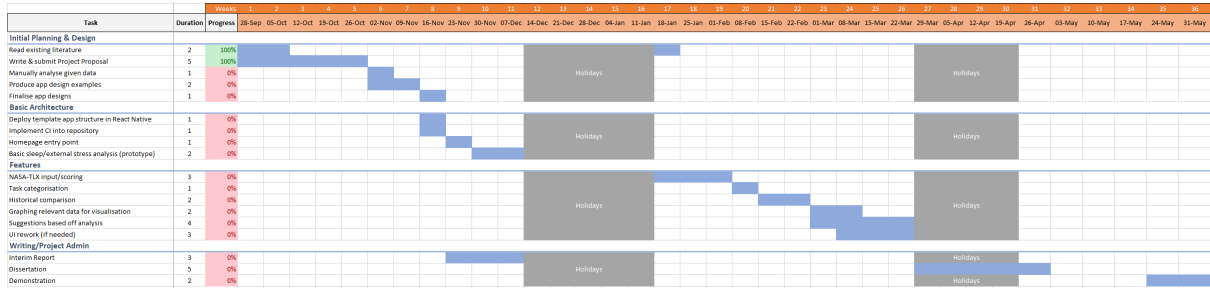 Weeks 1 2 3 4 5 6 7 8 9 10 11 12 13 14 15 16 17 18 19 20 21 22 23 24 25 26 27 28 29 30 31 32 33 34 35 36
Task Duration Progress 28-Sep 05-Oct 12-Oct 19-Oct 26-Oct 02-Nov 09-Nov 16-Nov 23-Nov 30-Nov 07-Dec 14-Dec 21-Dec 28-Dec 04-Jan 11-Jan 18-Jan 25-Jan 01-Feb 08-Feb 15-Feb 22-Feb 01-Mar 08-Mar 15-Mar 22-Mar 29-Mar 05-Apr 12-Apr 19-Apr 26-Apr 03-May 10-May 17-May 24-May 31-May
Initial Planning & Design
Read existing literature 2 100%
Write & submit Project Proposal 5 100%
Manually analyse given data 1 0% Holidays Holidays
Produce app design examples 2 0%
Finalise app designs 1 0%
Basic Architecture
Deploy template app structure in React Native 1 0%
Implement CI into repository 1 0%
Holidays Holidays
Homepage entry point 1 0%
Basic sleep/external stress analysis (prototype) 2 0%
Features
NASA-TLX input/scoring 3 0%
Task categorisation 1 0%
Historical comparison 2 0%
Holidays Holidays
Graphing relevant data for visualisation 2 0%
Suggestions based off analysis 4 0%
UI rework (if needed) 3 0%
Writing/Project Admin
Interim Report 3 0% Holidays
Dissertation 5 0% Holidays
Demonstration 2 0% Holidays